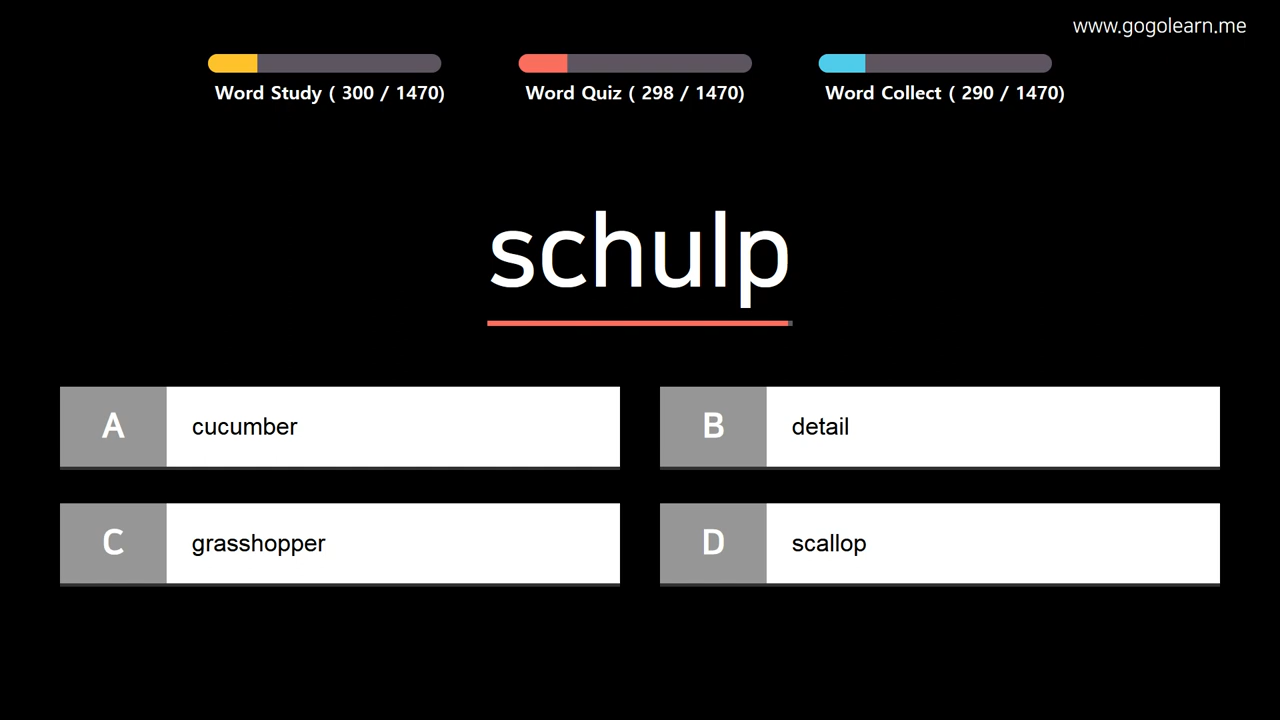 www.gogolearn.me
Word Study ( 300 / 1470)
Word Quiz ( 298 / 1470)
Word Collect ( 290 / 1470)
schulp
A cucumber
B detail
C grasshopper
D scallop